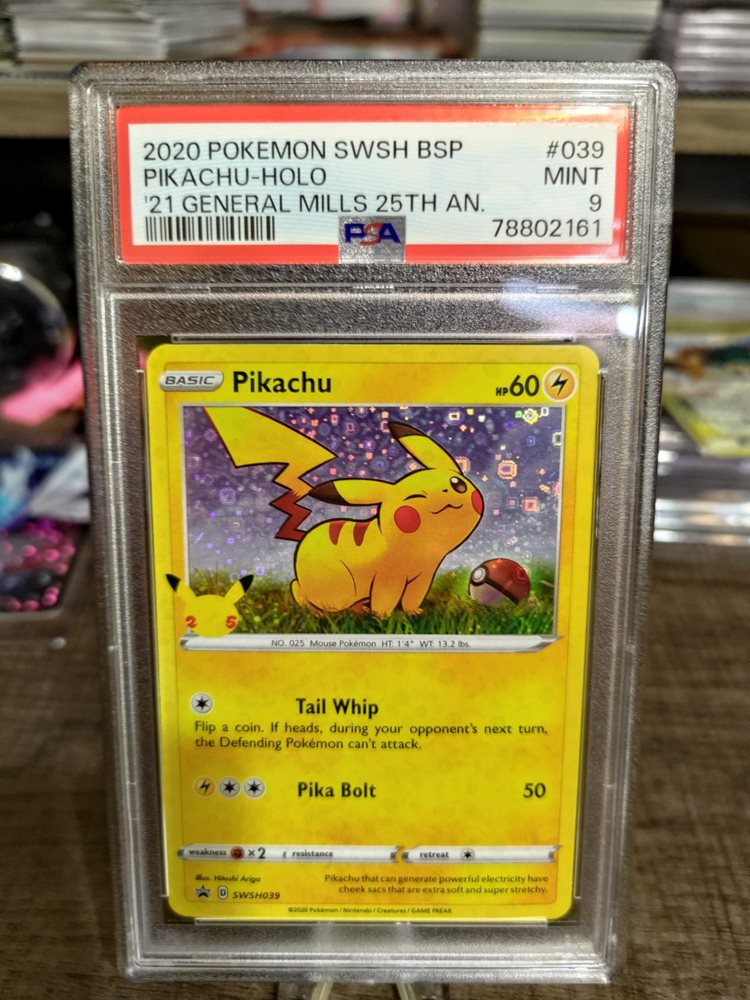 2020 POKEMON SWSH BSP #039
PIKACHU-HOLO MINT
'21 GENERAL MILLS 25TH AN. 9
PSA 78802161
BASIC Pikachu HP60
25
NO. 025 Mouse Pokémon HT: 1'4" WT: 13.2 lbs.
Tail Whip
Flip a coin. If heads, during your opponent's next turn,
the Defending Pokémon can't attack.
Pika Bolt 50
weakness ×2 resistance retreat
Illus. Hitoshi Ariga
Pikachu that can generate powerful electricity have
cheek sacs that are extra soft and super stretchy.
D SWSH039
©2020 Pokémon / Nintendo / Creatures / GAME FREAK